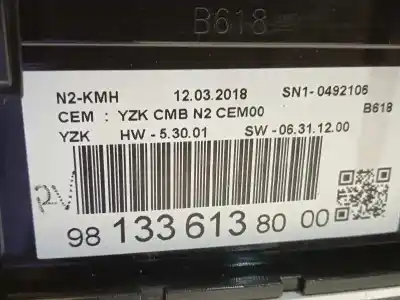 B618
N2-KMH 12.03.2018 SN1- 0492106
CEM : YZK CMB N2 CEM00 B618
YZK HW - 5.30.01 SW - 06.31.12.00
98 133 613 80 00